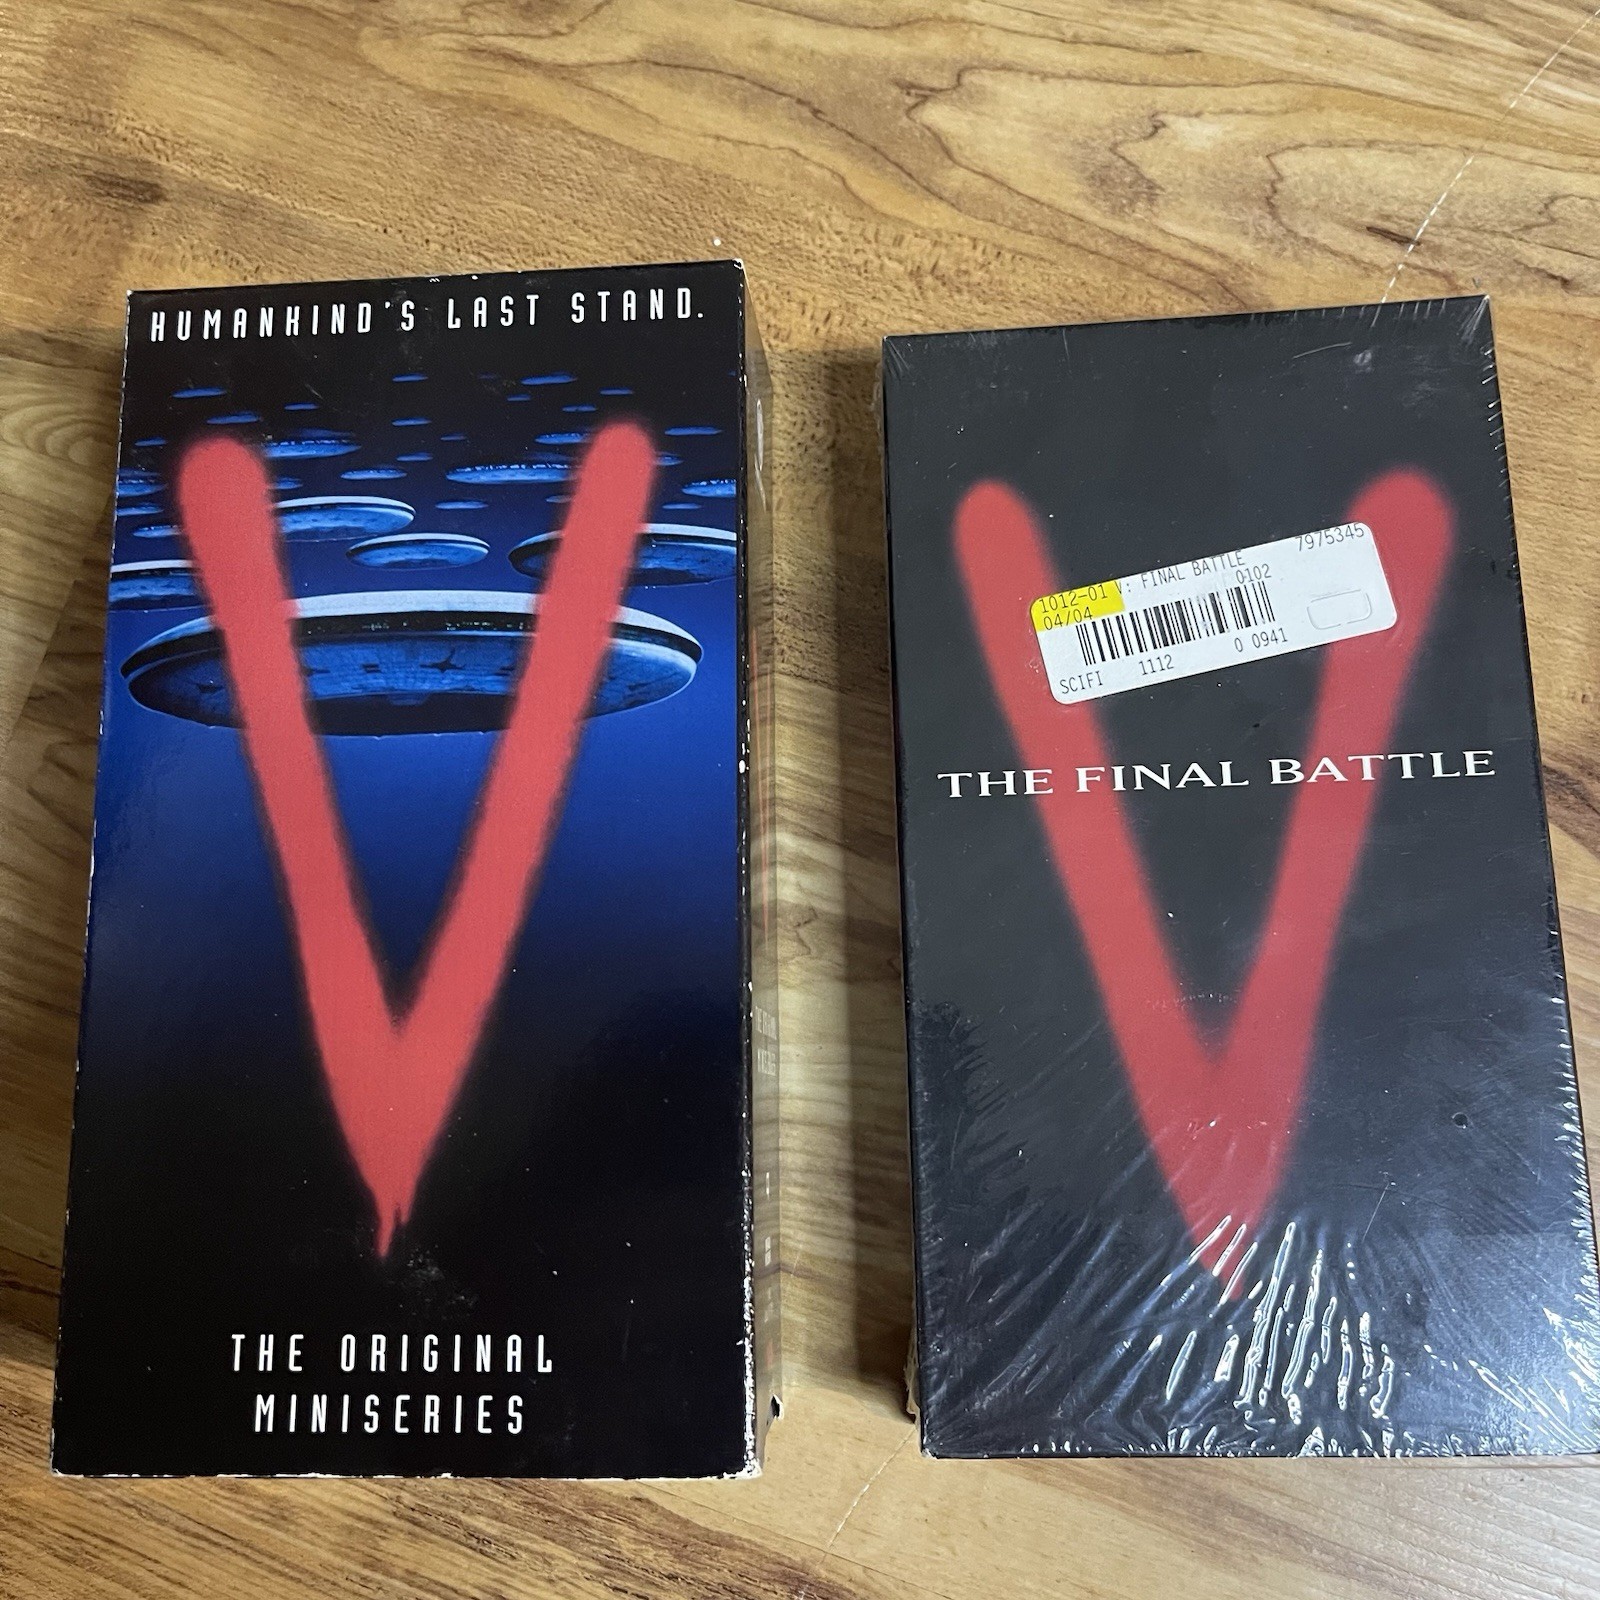 HUMANKIND'S LAST STAND.
V
THE ORIGINAL
MINISERIES
V
7975345
V: FINAL BATTLE
0102
1012-01
04/04
SCIFI 1112 0 0941
THE FINAL BATTLE